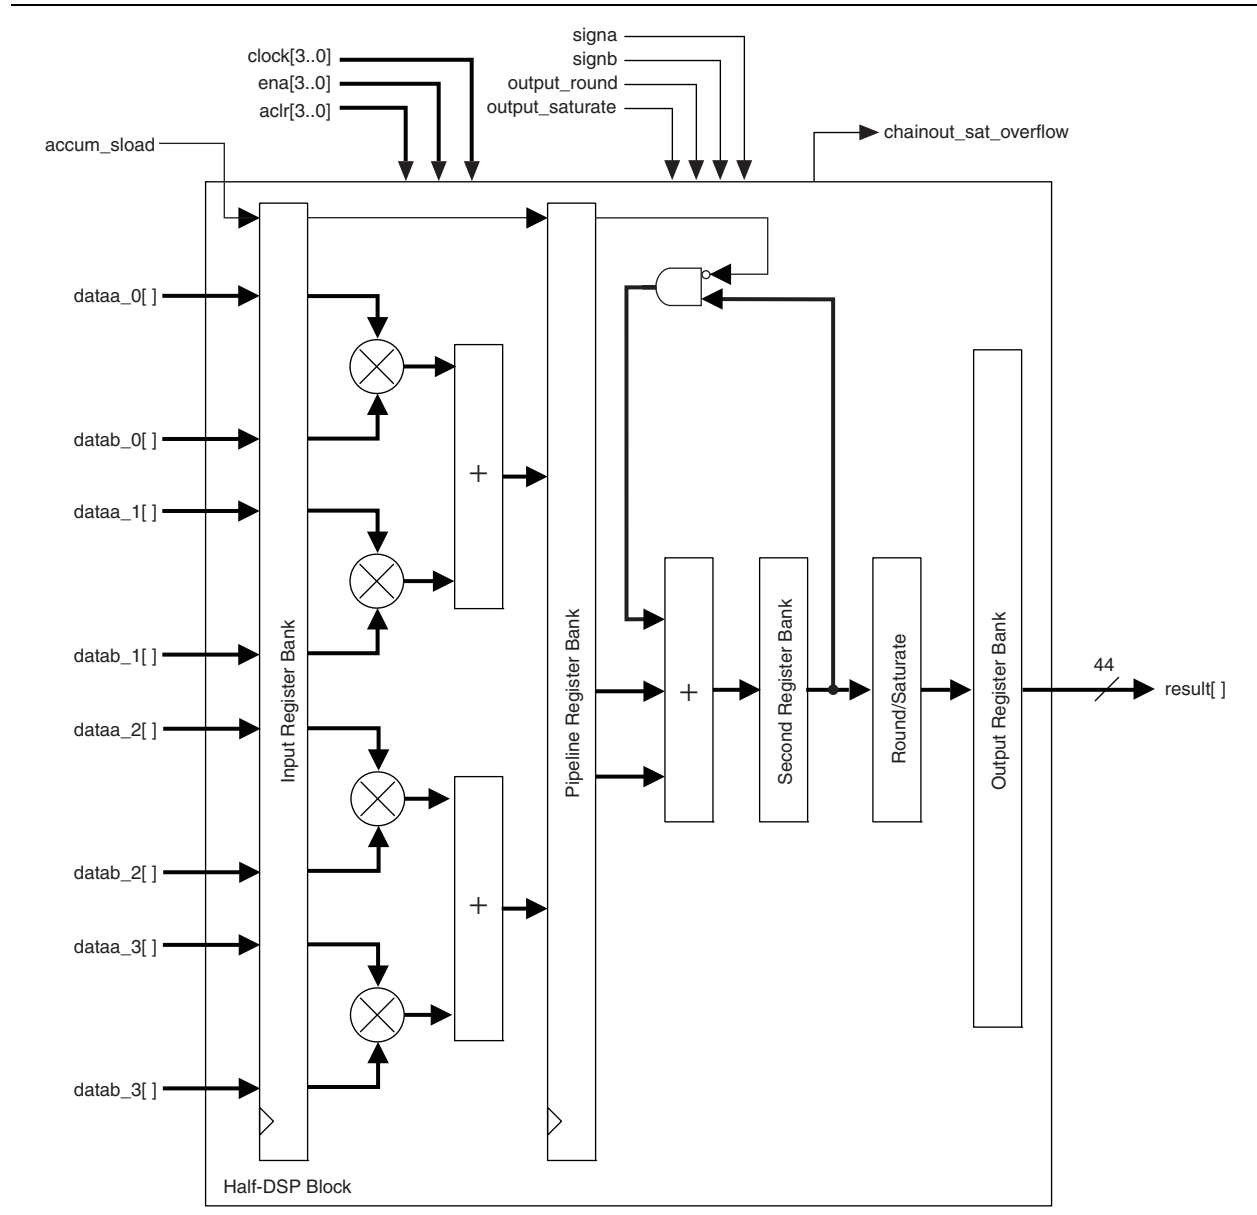 signa
clock[3..0]
signb
ena[3..0]
output_round
aclr[3..0]
output_saturate
chainout_sat_overflow
accum_sload
dataa_0[ ]
datab_0[ ]
+
dataa_1[ ]
datab_1[ ]
Input Register Bank
Pipeline Register Bank
+
Second Register Bank
Round/Saturate
Output Register Bank
44
result[ ]
dataa_2[ ]
datab_2[ ]
+
dataa_3[ ]
datab_3[ ]
Half-DSP Block